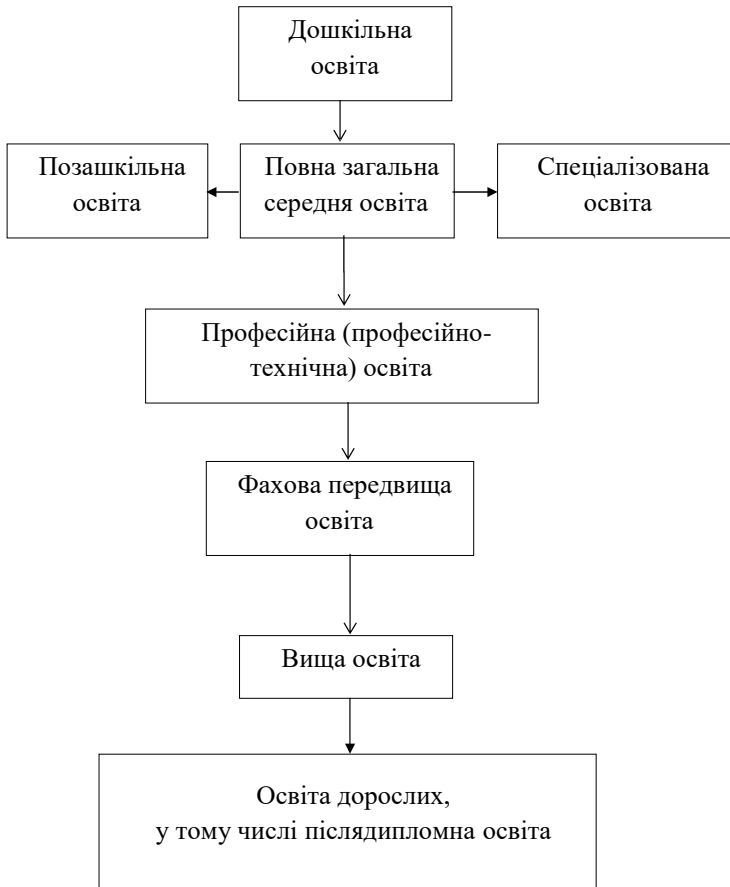 Дошкільна
освіта
Позашкільна
освіта
Повна загальна
середня освіта
Спеціалізована
освіта
Професійна (професійно-
технічна) освіта
Фахова передвища
освіта
Вища освіта
Освіта дорослих,
у тому числі післядипломна освіта